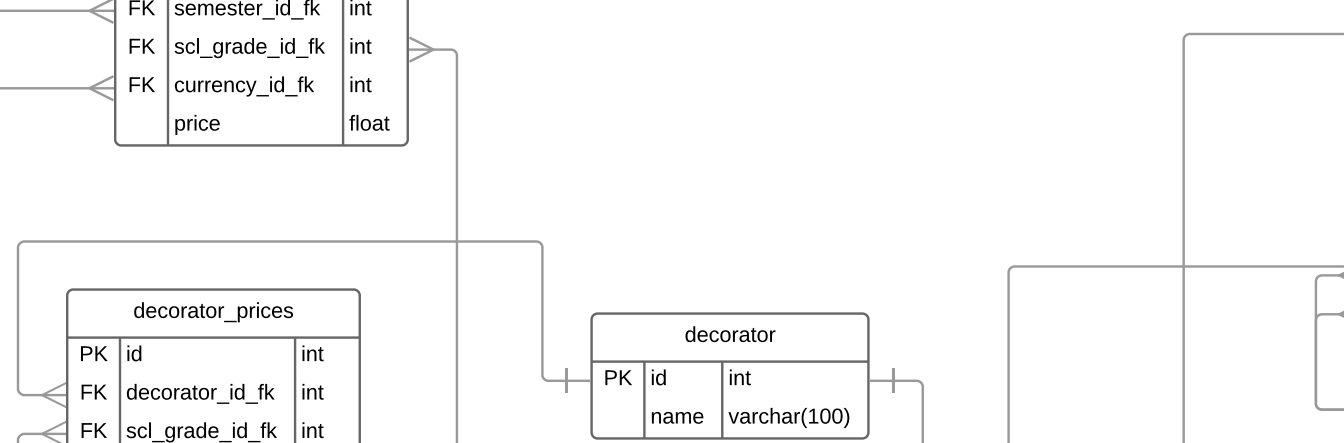 FK semester_id_fk int
FK scl_grade_id_fk int
FK currency_id_fk int
price float
decorator_prices
PK id int
FK decorator_id_fk int
FK scl_grade_id_fk int
decorator
PK id int
name varchar(100)